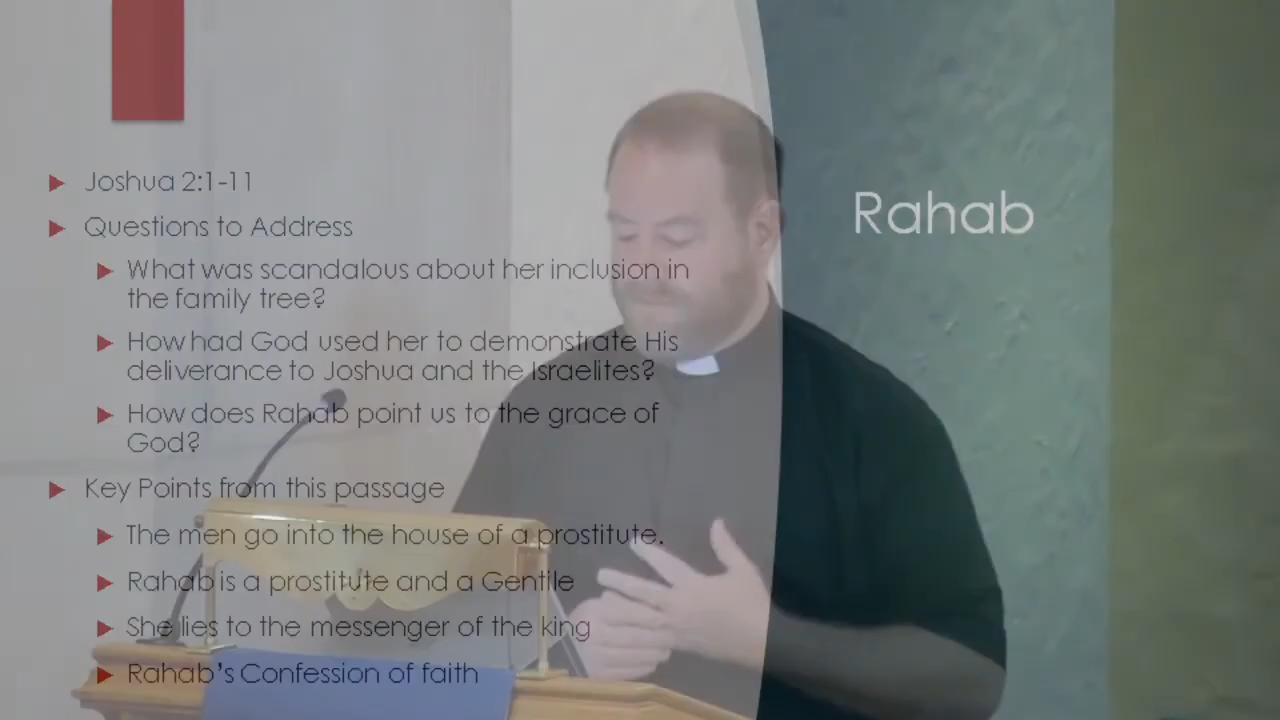 Joshua 2:1-11
Questions to Address
What was scandalous about her inclusion in
the family tree?
How had God used her to demonstrate His
deliverance to Joshua and the Israelites?
How does Rahab point us to the grace of
God?
Key Points from this passage
The men go into the house of a prostitute.
Rahab is a prostitute and a Gentile
She lies to the messenger of the king
Rahab's Confession of faith
Rahab